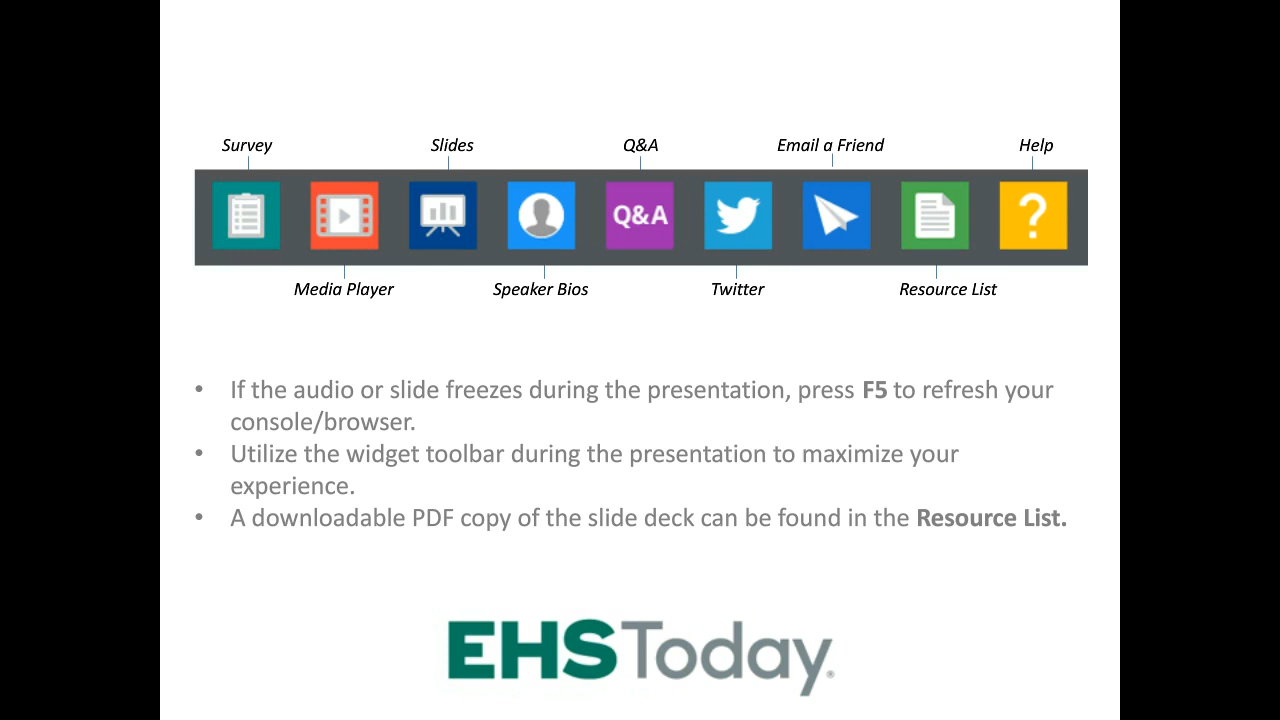 Survey
Slides
Q&A
Email a Friend
Help
Q&A
?
Media Player
Speaker Bios
Twitter
Resource List
• If the audio or slide freezes during the presentation, press F5 to refresh your
console/browser.
• Utilize the widget toolbar during the presentation to maximize your
experience.
• A downloadable PDF copy of the slide deck can be found in the Resource List.
EHSToday®